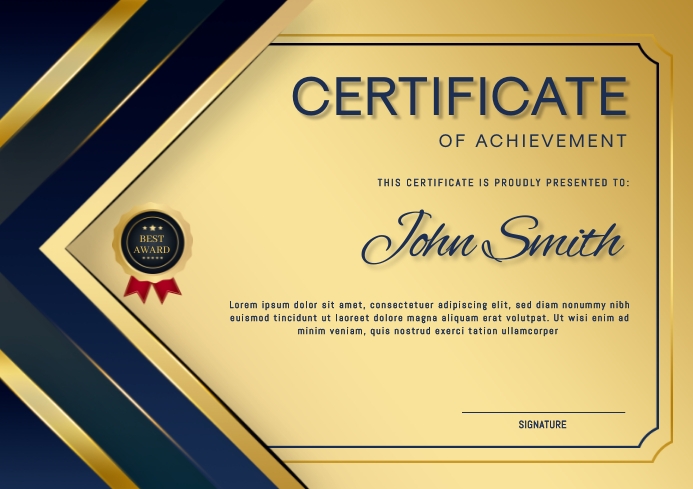 CERTIFICATE
OF ACHIEVEMENT
THIS CERTIFICATE IS PROUDLY PRESENTED TO:
John Smith
BEST
AWARD
Lorem ipsum dolor sit amet, consectetuer adipiscing elit, sed diam nonummy nibh
euismod tincidunt ut laoreet dolore magna aliquam erat volutpat. Ut wisi enim ad
minim veniam, quis nostrud exerci tation ullamcorper
SIGNATURE